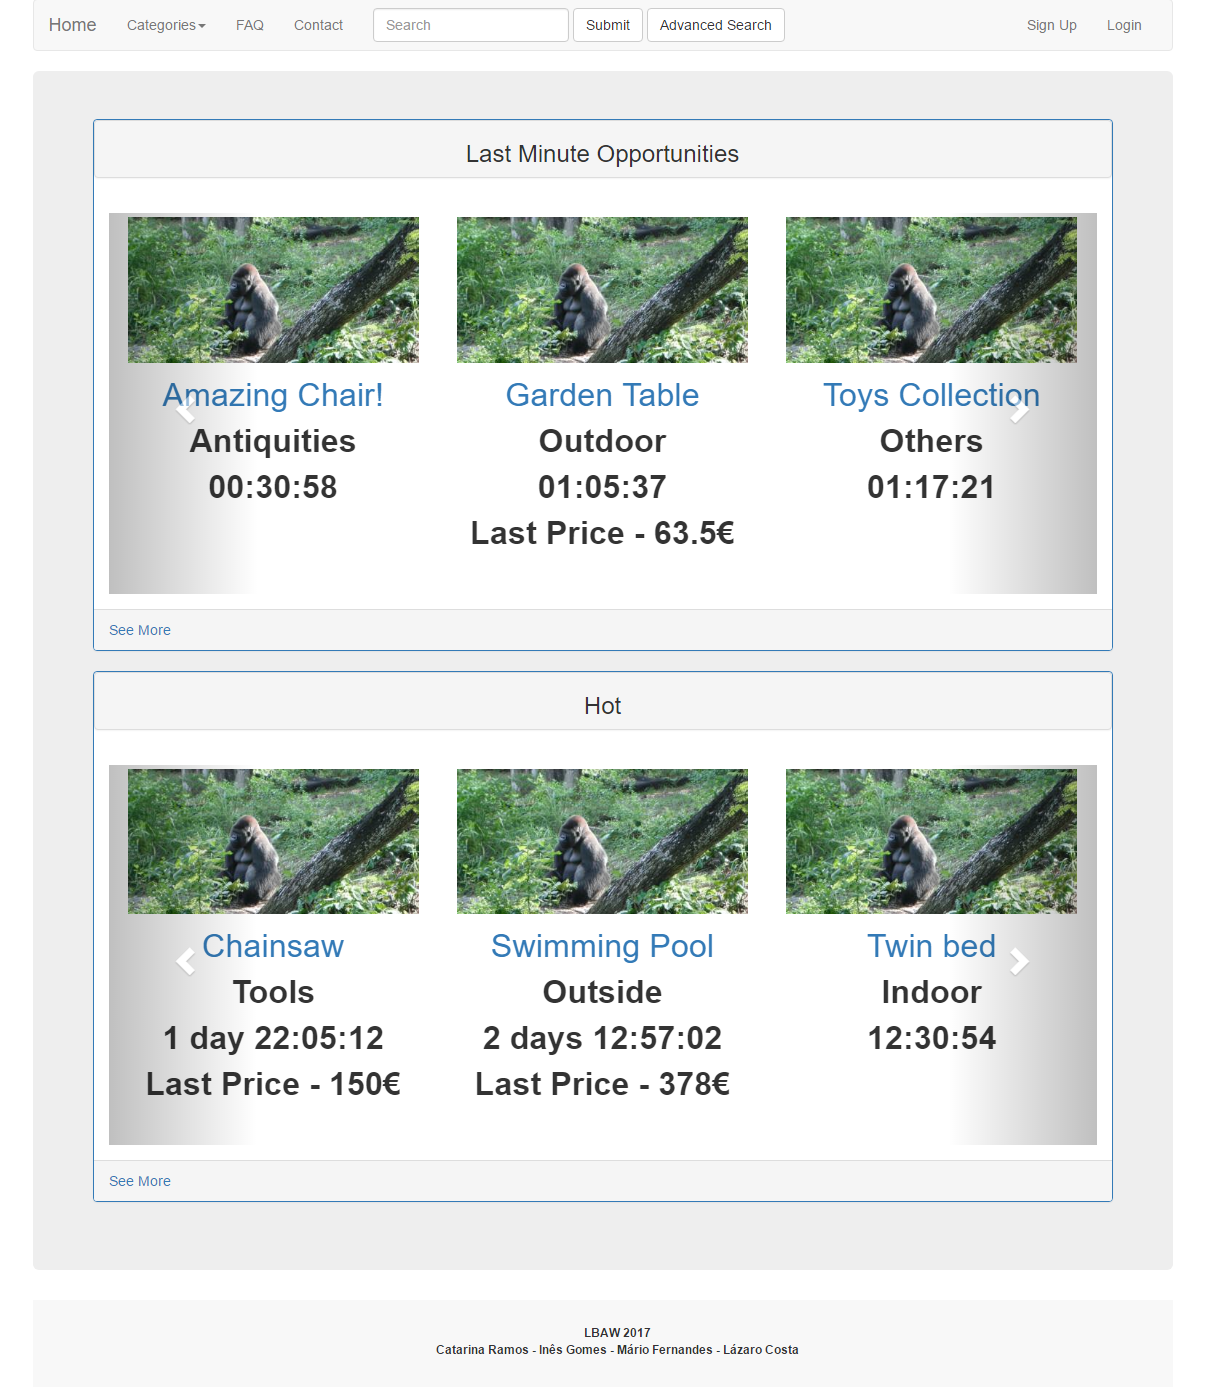 Home Categories FAQ Contact Search Submit Advanced Search Sign Up Login
Last Minute Opportunities
Amazing Chair! Garden Table Toys Collection
Antiquities Outdoor Others
00:30:58 01:05:37 01:17:21
Last Price - 63.5€
See More
Hot
Chainsaw Swimming Pool Twin bed
Tools Outside Indoor
1 day 22:05:12 2 days 12:57:02 12:30:54
Last Price - 150€ Last Price - 378€
See More
LBAW 2017
Catarina Ramos - Inês Gomes - Mário Fernandes - Lázaro Costa